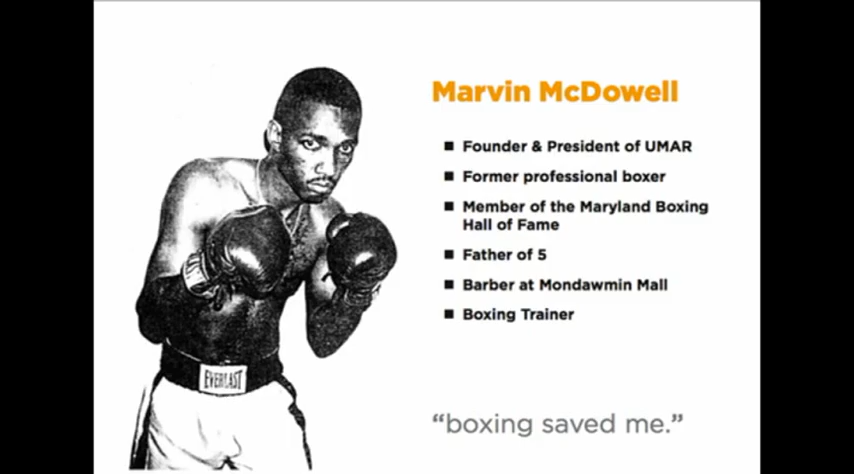 Marvin McDowell
■ Founder & President of UMAR
■ Former professional boxer
■ Member of the Maryland Boxing
Hall of Fame
■ Father of 5
■ Barber at Mondawmin Mall
■ Boxing Trainer
EVERLAST
“boxing saved me.”